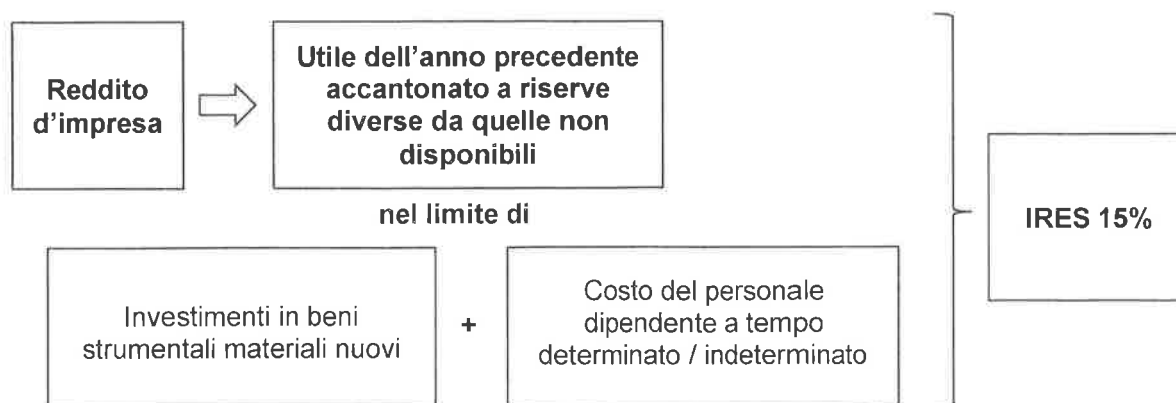 Reddito
d'impresa
Utile dell'anno precedente
accantonato a riserve
diverse da quelle non
disponibili
nel limite di
Investimenti in beni
strumentali materiali nuovi
+
Costo del personale
dipendente a tempo
determinato / indeterminato
IRES 15%